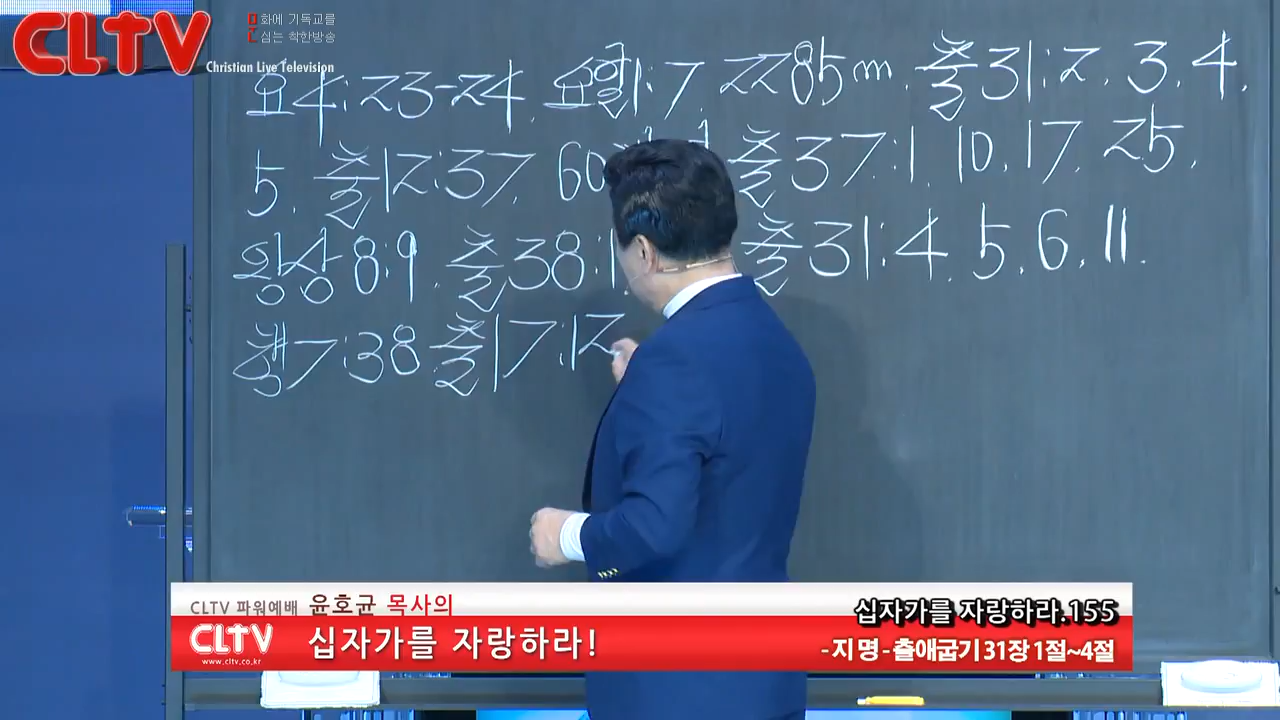 CLTV
문화에 기독교를
심는 착한방송
Christian Live Television
요4:23-24. 요일1:7. 2285m. 출31:2. 3. 4.
5. 출12:37. 60 출37:1. 10. 17. 25.
왕상8:9. 출38:1. 출31:4. 5. 6. 11.
행7:38 출17:12
CLTV 파워예배 윤호균 목사의
십자가를 자랑하라.155
CLTV
www.cltv.co.kr
십자가를 자랑하라!
- 지명 - 출애굽기 31장 1절~4절